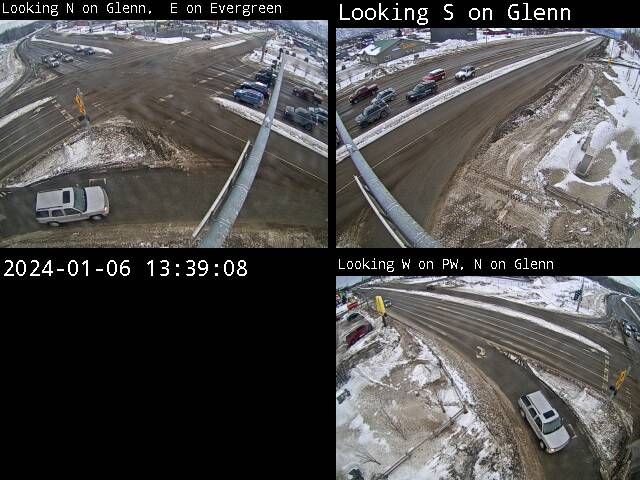 Looking N on Glenn,  E on Evergreen
Looking S on Glenn
2024-01-06 13:39:08
Looking W on PW, N on Glenn